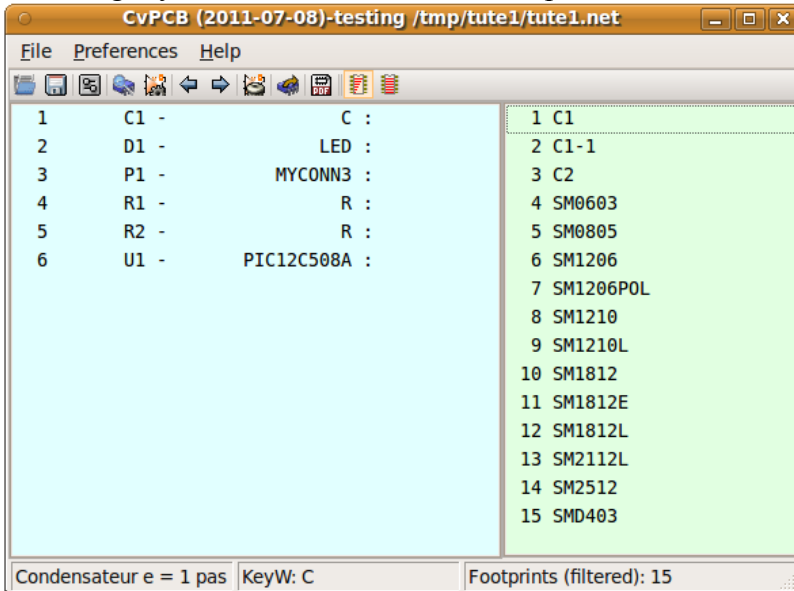 CvPCB (2011-07-08)-testing /tmp/tute1/tute1.net
File Preferences Help
PDF
1 C1 - C :
2 D1 - LED :
3 P1 - MYCONN3 :
4 R1 - R :
5 R2 - R :
6 U1 - PIC12C508A :
1 C1
2 C1-1
3 C2
4 SM0603
5 SM0805
6 SM1206
7 SM1206POL
8 SM1210
9 SM1210L
10 SM1812
11 SM1812E
12 SM1812L
13 SM2112L
14 SM2512
15 SMD403
Condensateur e = 1 pas KeyW: C Footprints (filtered): 15